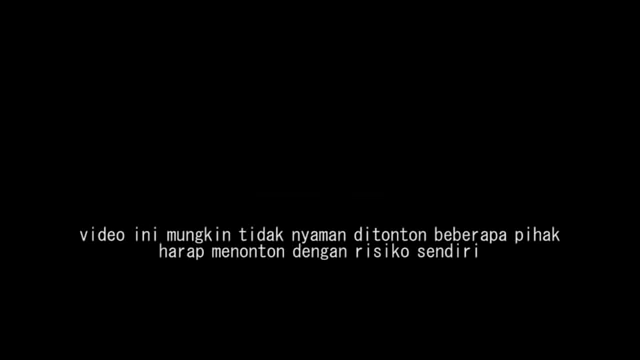 video ini mungkin tidak nyaman ditonton beberapa pihak
harap menonton dengan risiko sendiri